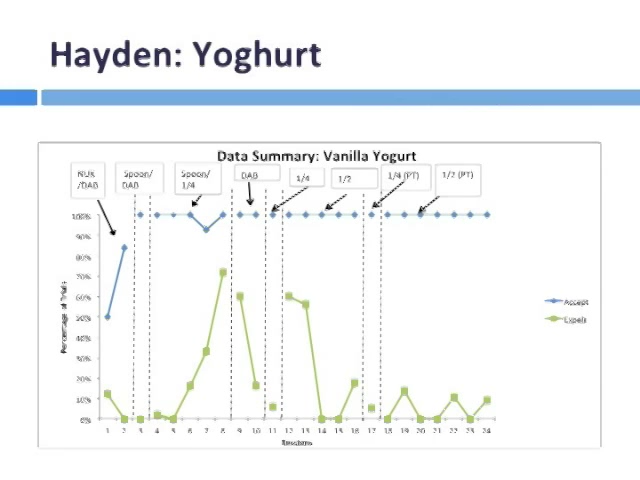 Hayden: Yoghurt
Data Summary: Vanilla Yogurt
NUK
/DAB
Spoon/
DAB
Spoon/
1/4
DAB
1/4
1/2
1/4 (PT)
1/2 (PT)
100%
90%
80%
70%
60%
50%
40%
30%
20%
10%
0%
Percentage of Trials
1 2 3 4 5 6 7 8 9 10 11 12 13 14 15 16 17 18 19 20 21 22 23 24
Sessions
Accept
Expels